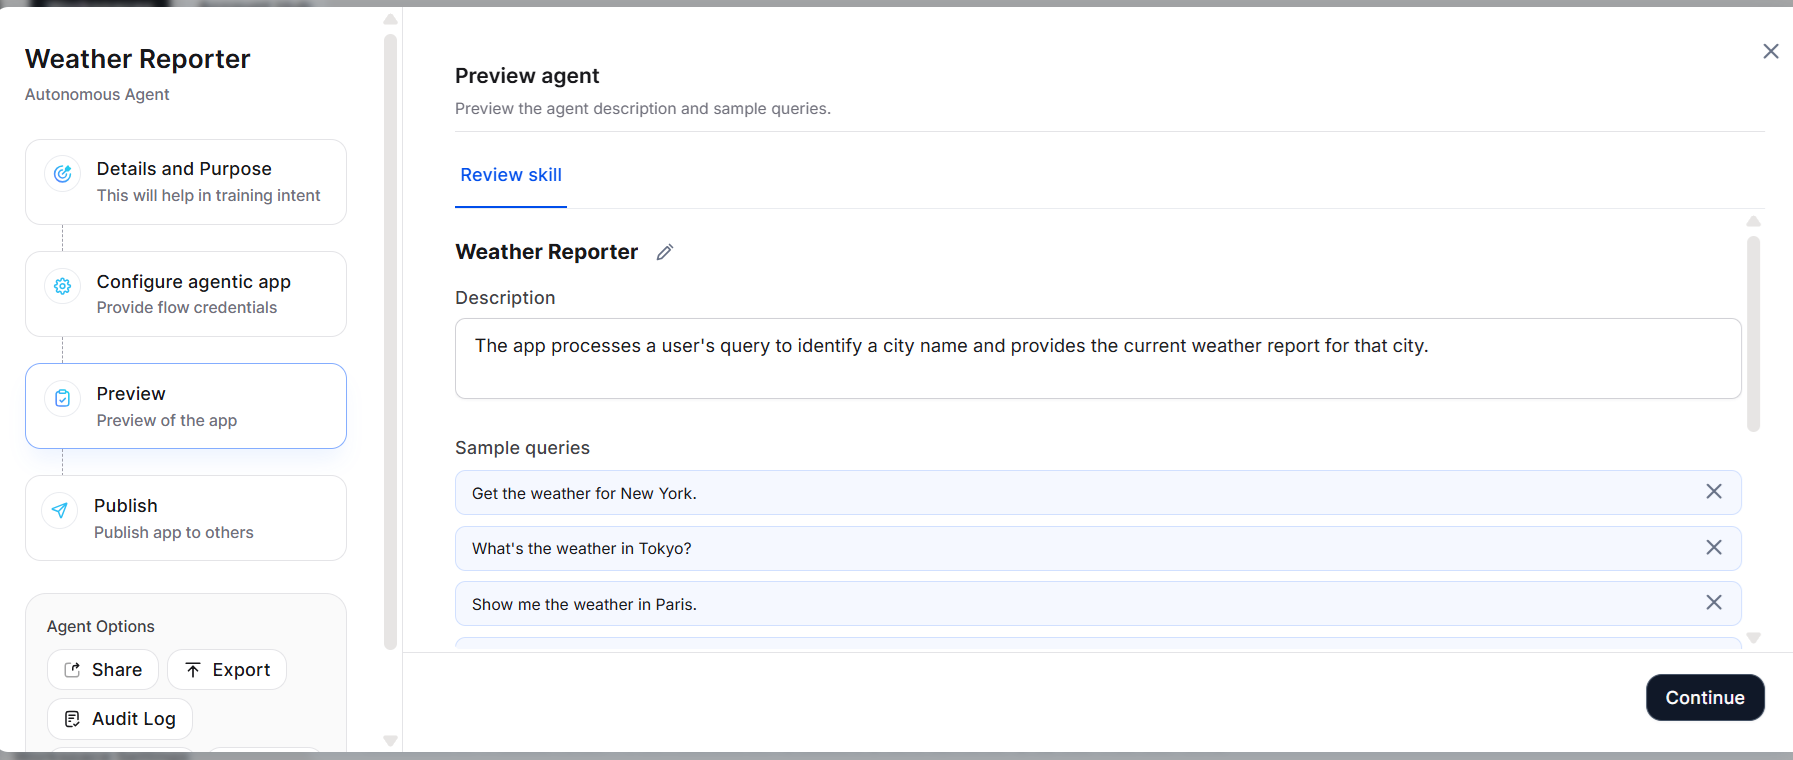 Weather Reporter
Autonomous Agent
Details and Purpose
This will help in training intent
Configure agentic app
Provide flow credentials
Preview
Preview of the app
Publish
Publish app to others
Agent Options
Share
Export
Audit Log
Preview agent
Preview the agent description and sample queries.
Review skill
Weather Reporter
Description
The app processes a user's query to identify a city name and provides the current weather report for that city.
Sample queries
Get the weather for New York.
What's the weather in Tokyo?
Show me the weather in Paris.
Continue